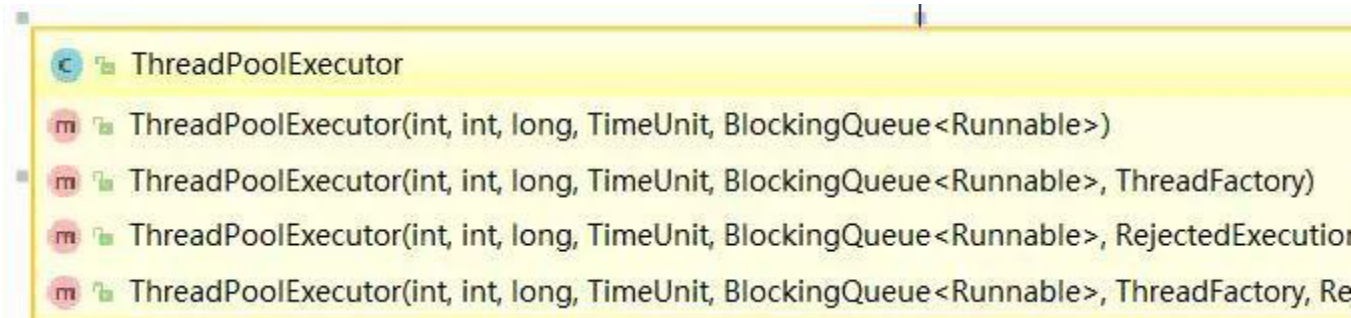 ThreadPoolExecutor
ThreadPoolExecutor(int, int, long, TimeUnit, BlockingQueue<Runnable>)
ThreadPoolExecutor(int, int, long, TimeUnit, BlockingQueue<Runnable>, ThreadFactory)
ThreadPoolExecutor(int, int, long, TimeUnit, BlockingQueue<Runnable>, RejectedExecution
ThreadPoolExecutor(int, int, long, TimeUnit, BlockingQueue<Runnable>, ThreadFactory, Re